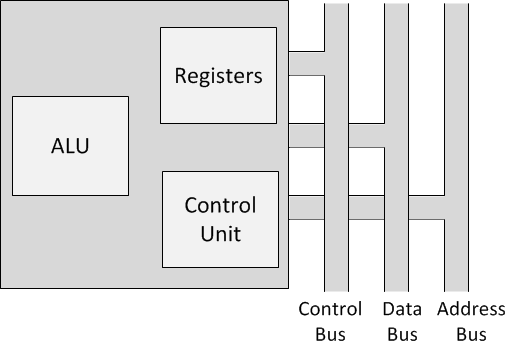 Registers
ALU
Control
Unit
Control Data Address
Bus Bus Bus